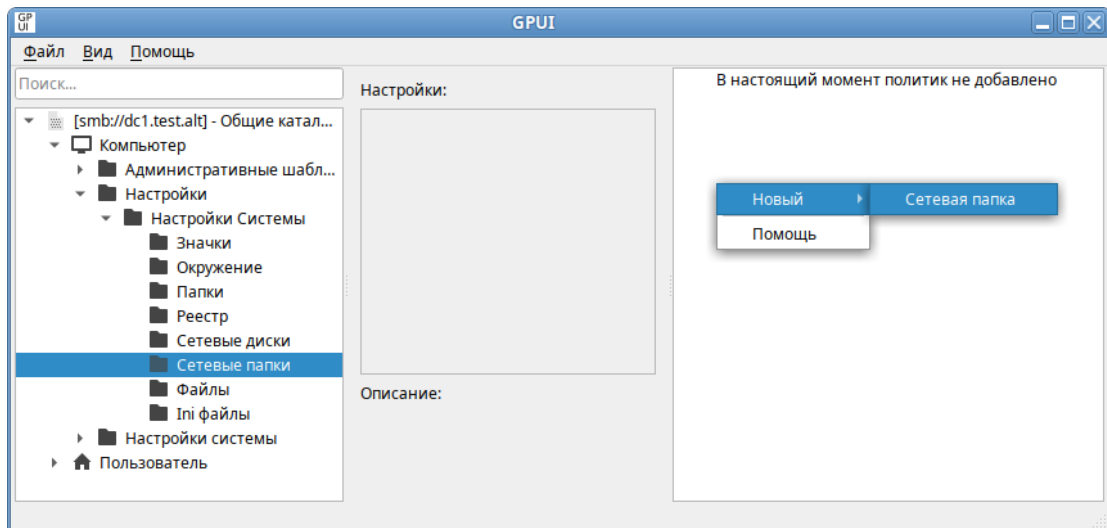 GP
UI
GPUI
Файл Вид Помощь
Поиск...
[smb://dc1.test.alt] - Общие катал...
Компьютер
Административные шабл...
Настройки
Настройки Системы
Значки
Окружение
Папки
Реестр
Сетевые диски
Сетевые папки
Файлы
Ini файлы
Настройки системы
Пользователь
Настройки:
Описание:
В настоящий момент политик не добавлено
Новый
Сетевая папка
Помощь